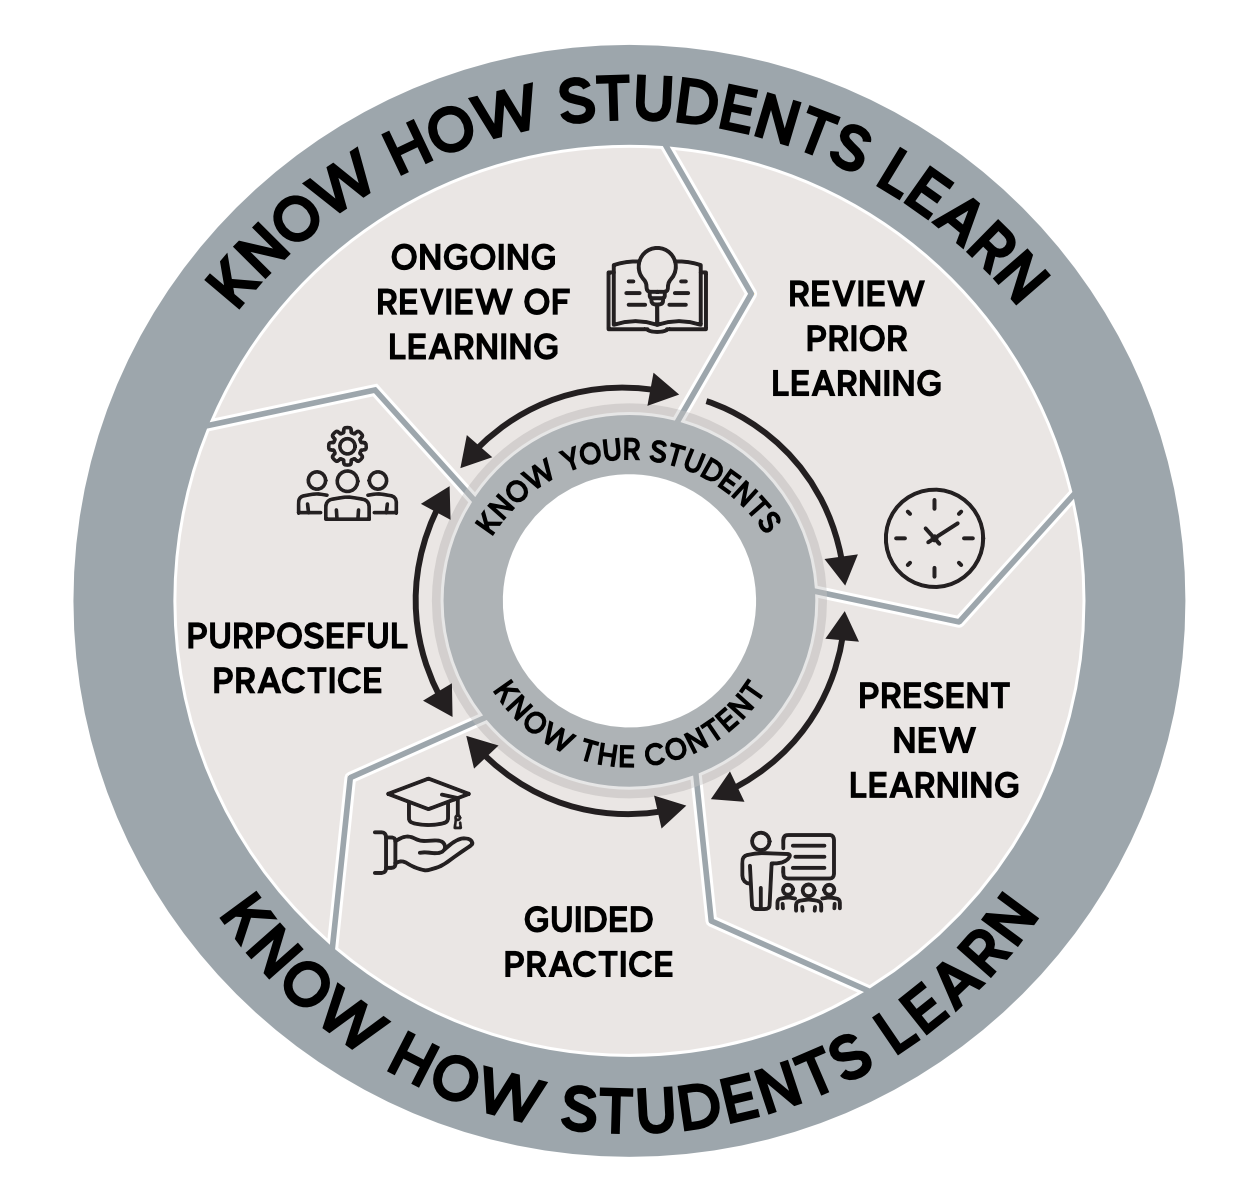 KNOW HOW STUDENTS LEARN
ONGOING
REVIEW OF
LEARNING
REVIEW
PRIOR
LEARNING
KNOW YOUR STUDENTS
PURPOSEFUL
PRACTICE
KNOW THE CONTENT
PRESENT
NEW
LEARNING
GUIDED
PRACTICE
KNOW HOW STUDENTS LEARN